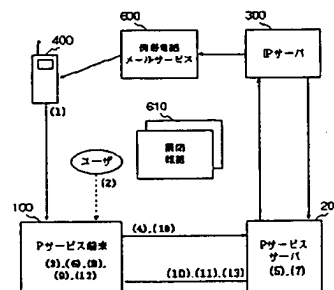 600
300
400
携帯電話
メールサービス
IPサーバ
(1)
610
ユーザ
(2)
100
20
Pサービス端末
(3),(6),(8),
(9),(12)
(4),(10)
(10),(11),(13)
Pサービス
サーバ
(5),(7)